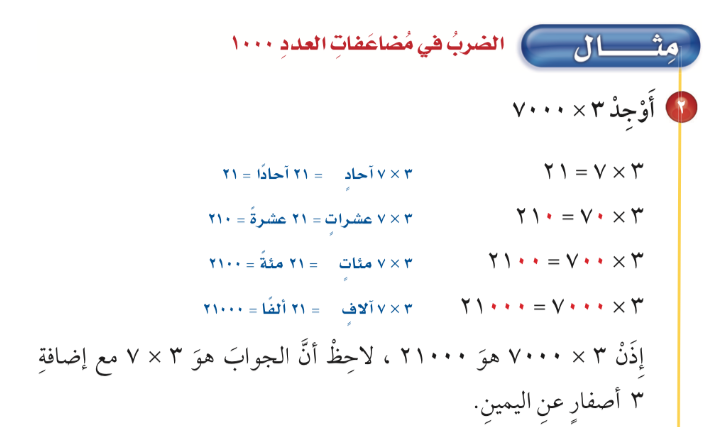 مِثـــال الضربُ في مُضاعَفاتِ العددِ ١٠٠٠
٢ أَوْجِدْ ٣ × ٧٠٠٠
٣ × ٧ = ٢١ ٣ × ٧ آحادٍ = ٢١ آحادًا = ٢١
٣ × ٧٠ = ٢١٠ ٣ × ٧ عشراتٍ = ٢١ عشرةً = ٢١٠
٣ × ٧٠٠ = ٢١٠٠ ٣ × ٧ مئاتٍ = ٢١ مئةً = ٢١٠٠
٣ × ٧٠٠٠ = ٢١٠٠٠ ٣ × ٧ آلافٍ = ٢١ ألفًا = ٢١٠٠٠
إِذَنْ ٣ × ٧٠٠٠ هوَ ٢١٠٠٠ ، لاحِظْ أنَّ الجوابَ هوَ ٣ × ٧ مع إضافةِ
٣ أصفارٍ عنِ اليمينِ.